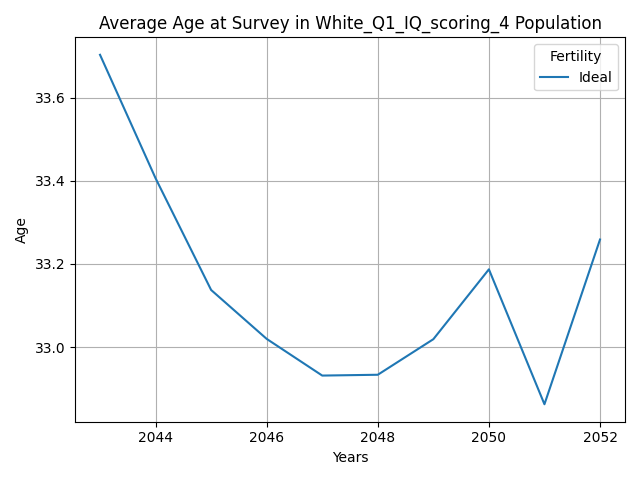 Average Age at Survey in White_Q1_IQ_scoring_4 Population
Fertility
Ideal
33.6
33.4
33.2
33.0
Age
2044
2046
2048
2050
2052
Years